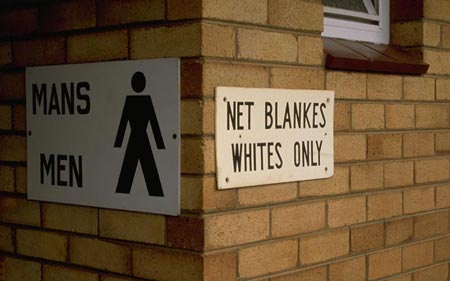 MANS
MEN
NET BLANKES
WHITES ONLY